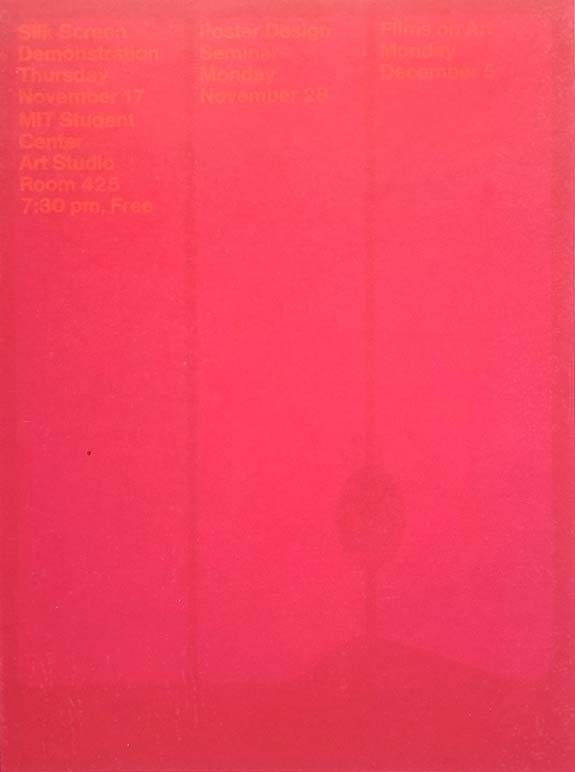 Silk Screen
Demonstration
Thursday
November 17
MIT Student
Center
Art Studio
Room 425
7:30 pm, Free
Poster Design
Seminar
Monday
November 28
Films on Art
Monday
December 5